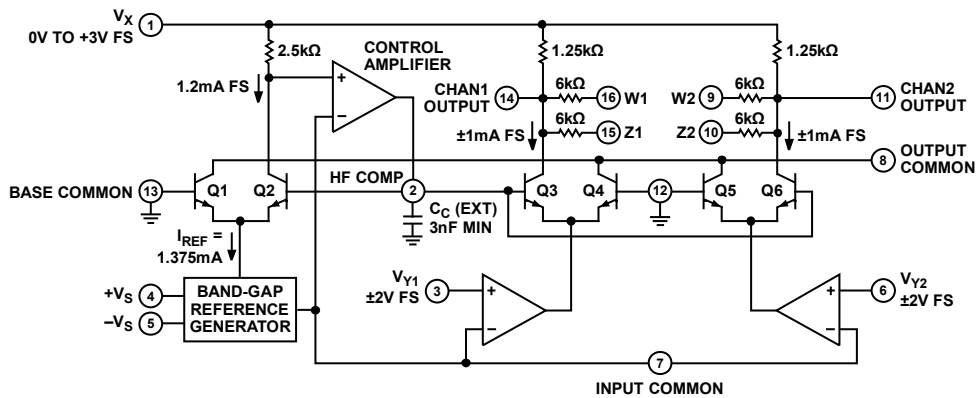 VX
1
0V TO +3V FS
2.5kΩ
CONTROL
AMPLIFIER
1.25kΩ
1.25kΩ
1.2mA FS
+
–
CHAN1
OUTPUT
14
6kΩ
16
W1
W2
9
6kΩ
11
CHAN2
OUTPUT
±1mA FS
6kΩ
15
Z1
Z2
10
6kΩ
±1mA FS
8
OUTPUT
COMMON
BASE COMMON
13
Q1
Q2
HF COMP
2
Q3
Q4
12
Q5
Q6
CC (EXT)
3nF MIN
IREF =
1.375mA
+VS
4
–VS
5
BAND-GAP
REFERENCE
GENERATOR
VY1
3
±2V FS
+
–
VY2
6
±2V FS
+
–
7
INPUT COMMON